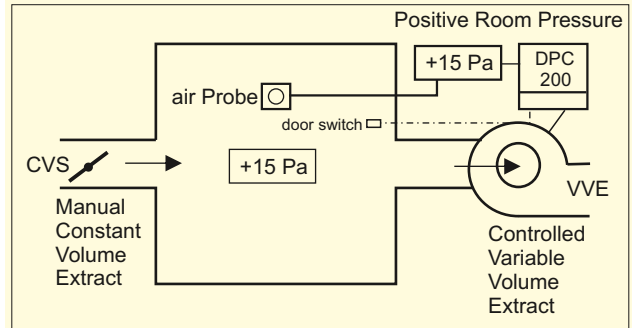 Positive Room Pressure
+15 Pa
DPC
200
air Probe
door switch
CVS
+15 Pa
VVE
Manual
Constant
Volume
Extract
Controlled
Variable
Volume
Extract